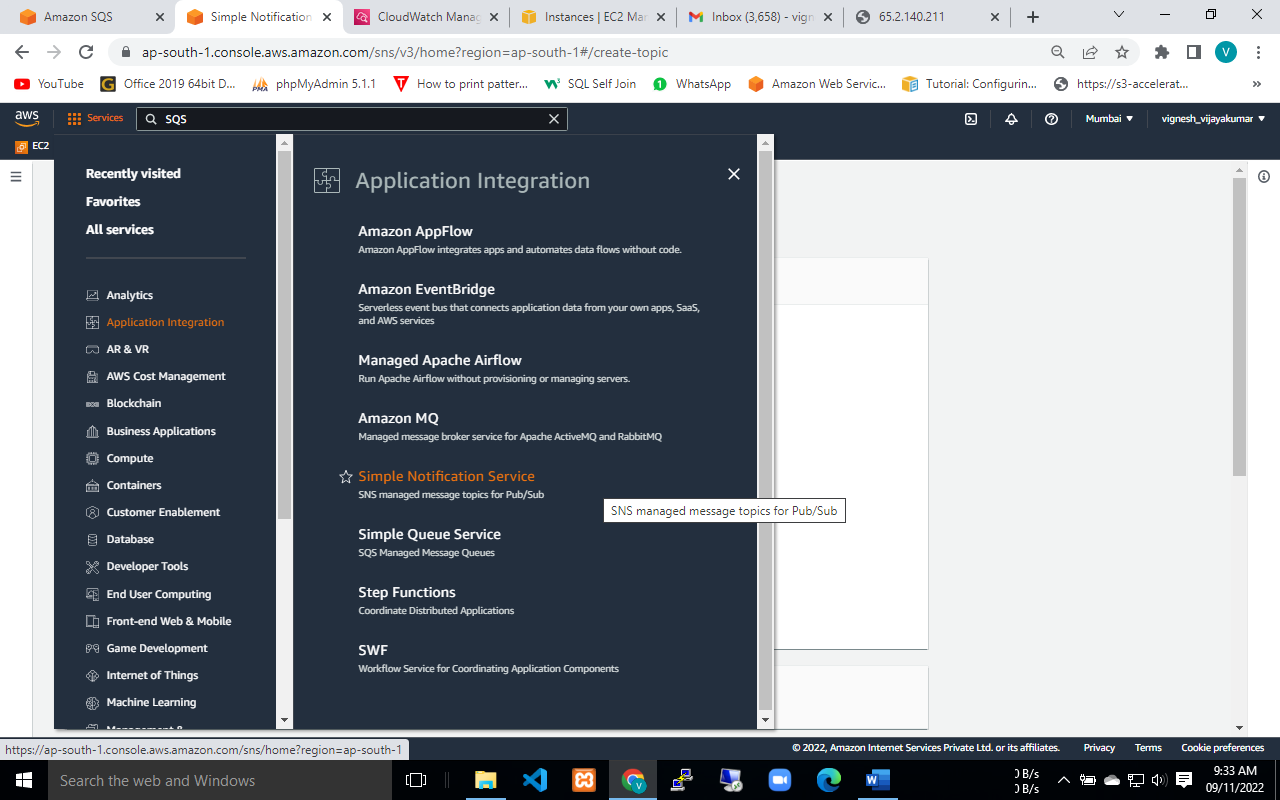 Amazon SQS
Simple Notification
CloudWatch Manag
Instances | EC2 Mar
Inbox (3,658) - vign
65.2.140.211
ap-south-1.console.aws.amazon.com/sns/v3/home?region=ap-south-1#/create-topic
V
YouTube
Office 2019 64bit D...
phpMyAdmin 5.1.1
How to print patter...
SQL Self Join
WhatsApp
Amazon Web Servic...
Tutorial: Configurin...
https://s3-accelerat...
»
aws
Services
SQS
Mumbai
vignesh_vijayakumar
EC2
Recently visited
Favorites
All services
Analytics
Application Integration
AR & VR
AWS Cost Management
Blockchain
Business Applications
Compute
Containers
Customer Enablement
Database
Developer Tools
End User Computing
Front-end Web & Mobile
Game Development
Internet of Things
Machine Learning
Management &
Application Integration
Amazon AppFlow
Amazon AppFlow integrates apps and automates data flows without code.
Amazon EventBridge
Serverless event bus that connects application data from your own apps, SaaS,
and AWS services
Managed Apache Airflow
Run Apache Airflow without provisioning or managing servers.
Amazon MQ
Managed message broker service for Apache ActiveMQ and RabbitMQ
Simple Notification Service
SNS managed message topics for Pub/Sub
SNS managed message topics for Pub/Sub
Simple Queue Service
SQS Managed Message Queues
Step Functions
Coordinate Distributed Applications
SWF
Workflow Service for Coordinating Application Components
https://ap-south-1.console.aws.amazon.com/sns/home?region=ap-south-1
© 2022, Amazon Internet Services Private Ltd. or its affiliates.
Privacy
Terms
Cookie preferences
Search the web and Windows
0 B/s
0 B/s
9:33 AM
09/11/2022